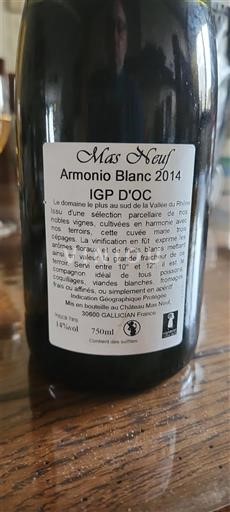 Mas Neuf
Armonio Blanc 2014
IGP D'OC
Le domaine le plus au sud de la Vallée du Rhône
Issu d'une sélection parcellaire de nos
nobles vignes, cultivées en harmonie avec
nos terroirs, cette cuvée marie trois
cépages. La vinification en fût exprime les
arômes floraux et de fruits blancs mettant
ainsi en valeur la grande fraîcheur de ce
terroir. Servi entre 10° et 12°, il est le
compagnon idéal de tous poissons,
coquillages, viandes blanches, fromages
frais ou affinés, ou simplement en apéritif.
Indication Géographique Protégée
Mis en bouteille au Château Mas Neuf,
30600 GALLICIAN France
14%vol 750ml
Contient des sulfites